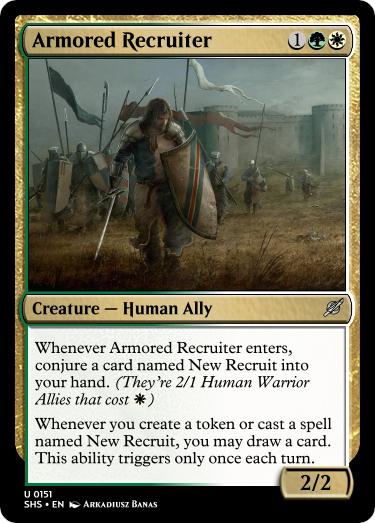 Armored Recruiter 1
Creature — Human Ally
Whenever Armored Recruiter enters,
conjure a card named New Recruit into
your hand. (They're 2/1 Human Warrior
Allies that cost )
Whenever you create a token or cast a spell
named New Recruit, you may draw a card.
This ability triggers only once each turn.
2/2
U 0151
SHS • EN Arkadiusz Banas